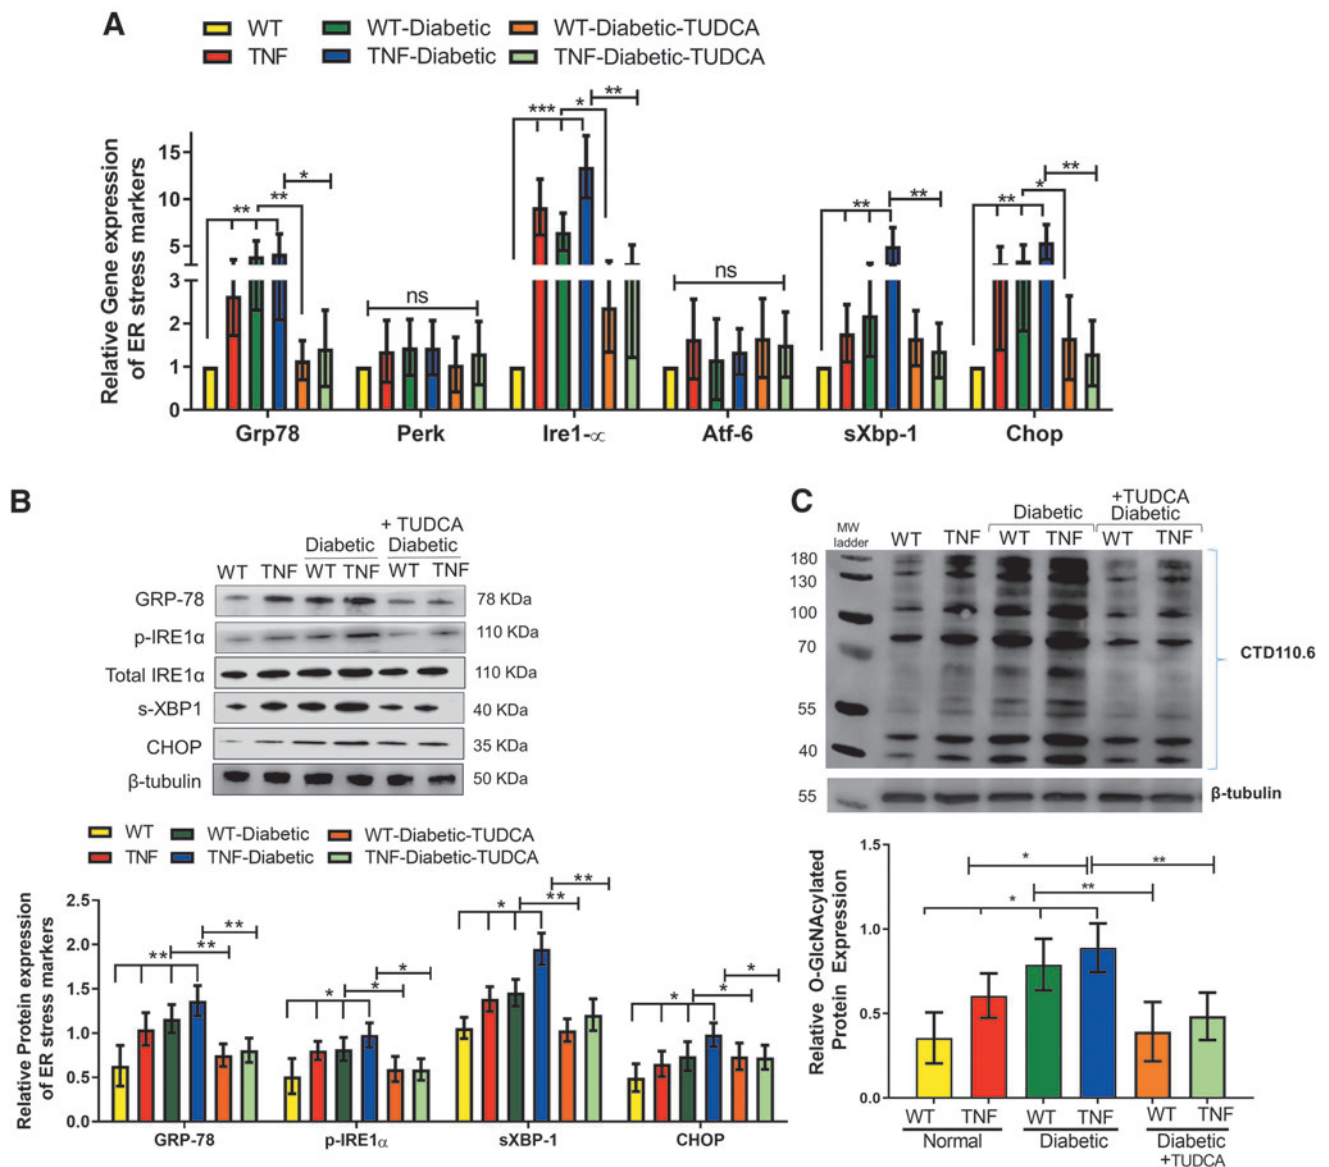 A
WT
WT-Diabetic
WT-Diabetic-TUDCA
TNF
TNF-Diabetic
TNF-Diabetic-TUDCA
Relative Gene expression
of ER stress markers
15
10
5
3
2
1
0
**
**
*
ns
***
*
**
ns
**
**
**
*
**
Grp78
Perk
Ire1-∝
Atf-6
sXbp-1
Chop
B
+ TUDCA
Diabetic Diabetic
WT TNF WT TNF WT TNF
GRP-78 78 KDa
p-IRE1α 110 KDa
Total IRE1α 110 KDa
s-XBP1 40 KDa
CHOP 35 KDa
β-tubulin 50 KDa
WT
WT-Diabetic
WT-Diabetic-TUDCA
TNF
TNF-Diabetic
TNF-Diabetic-TUDCA
Relative Protein expression
of ER stress markers
2.5
2.0
1.5
1.0
0.5
0.0
**
**
**
*
*
*
*
**
**
*
*
*
GRP-78
p-IRE1α
sXBP-1
CHOP
C
+TUDCA
Diabetic Diabetic
MW
ladder
WT TNF WT TNF WT TNF
180
130
100
70
55
40
CTD110.6
55
β-tubulin
Relative O-GlcNAcylated
Protein Expression
1.5
1.0
0.5
0.0
*
**
**
*
WT TNF WT TNF WT TNF
Normal Diabetic Diabetic
+TUDCA